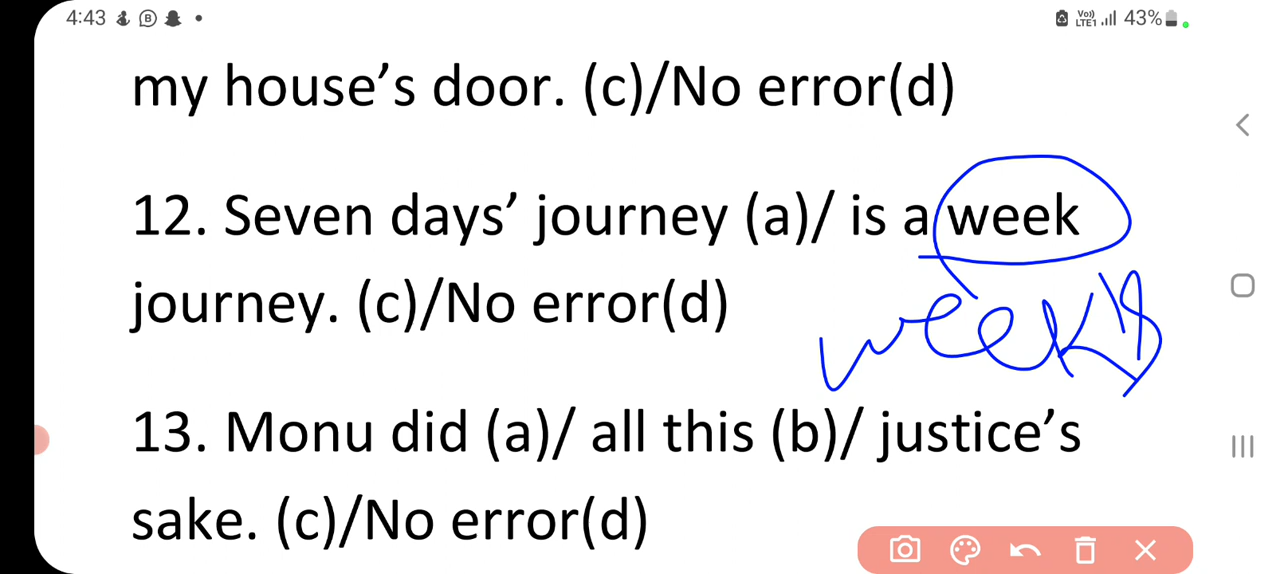 4:43 43%
my house’s door. (c)/No error(d)
12. Seven days’ journey (a)/ is a week
journey. (c)/No error(d)
week's
13. Monu did (a)/ all this (b)/ justice’s
sake. (c)/No error(d)